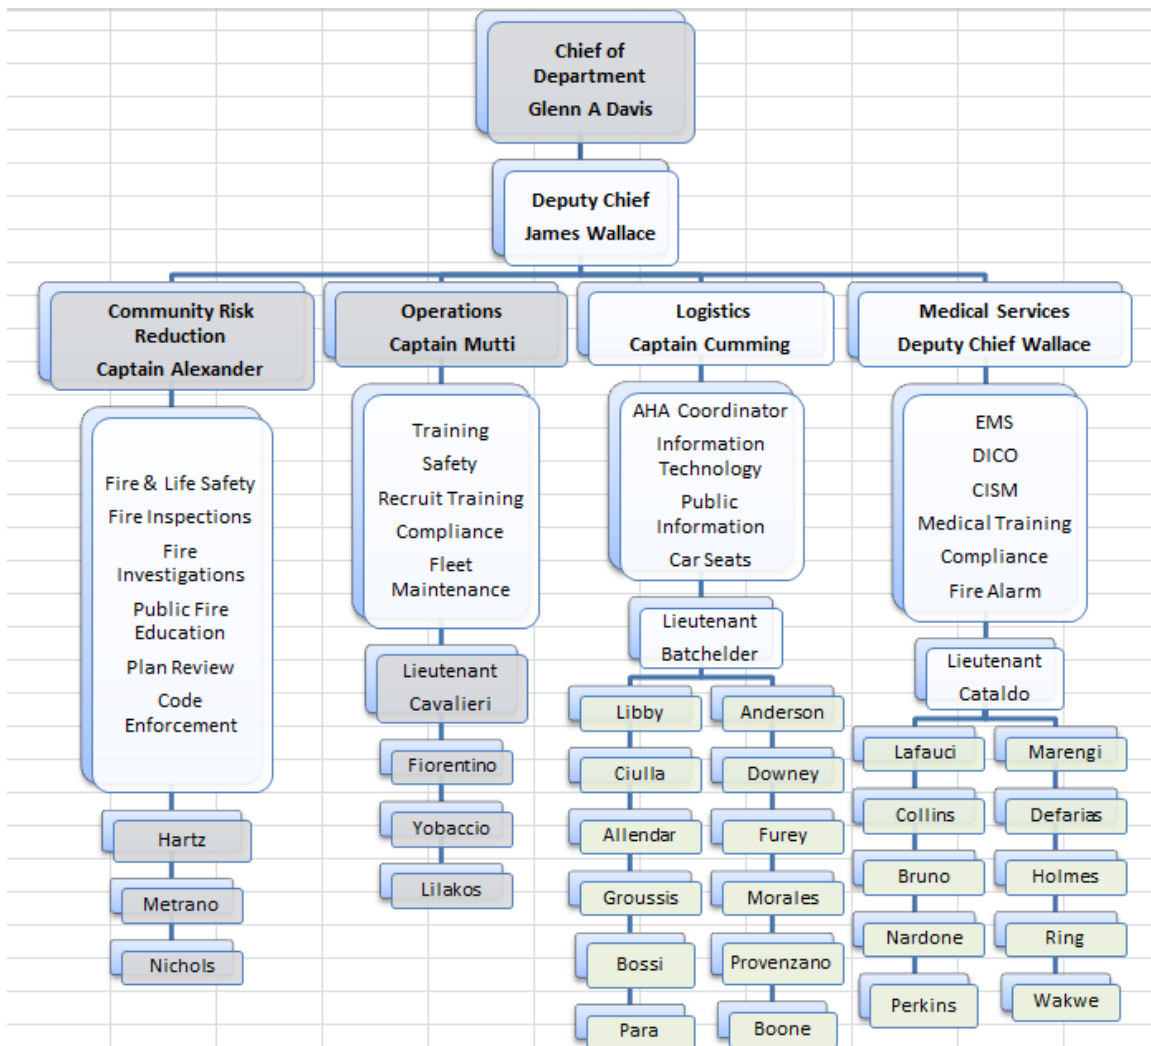 Chief of
Department
Glenn A Davis
Deputy Chief
James Wallace
Community Risk
Reduction
Captain Alexander
Operations
Captain Mutti
Logistics
Captain Cumming
Medical Services
Deputy Chief Wallace
Fire & Life Safety
Fire Inspections
Fire
Investigations
Public Fire
Education
Plan Review
Code
Enforcement
Hartz
Metrano
Nichols
Training
Safety
Recruit Training
Compliance
Fleet
Maintenance
Lieutenant
Cavalieri
Fiorentino
Yobaccio
Lilakos
AHA Coordinator
Information
Technology
Public
Information
Car Seats
Lieutenant
Batchelder
Libby
Ciulla
Allendar
Groussis
Bossi
Para
Anderson
Downey
Furey
Morales
Provenzano
Boone
EMS
DICO
CISM
Medical Training
Compliance
Fire Alarm
Lieutenant
Cataldo
Lafauci
Collins
Bruno
Nardone
Perkins
Marengi
Defarias
Holmes
Ring
Wakwe